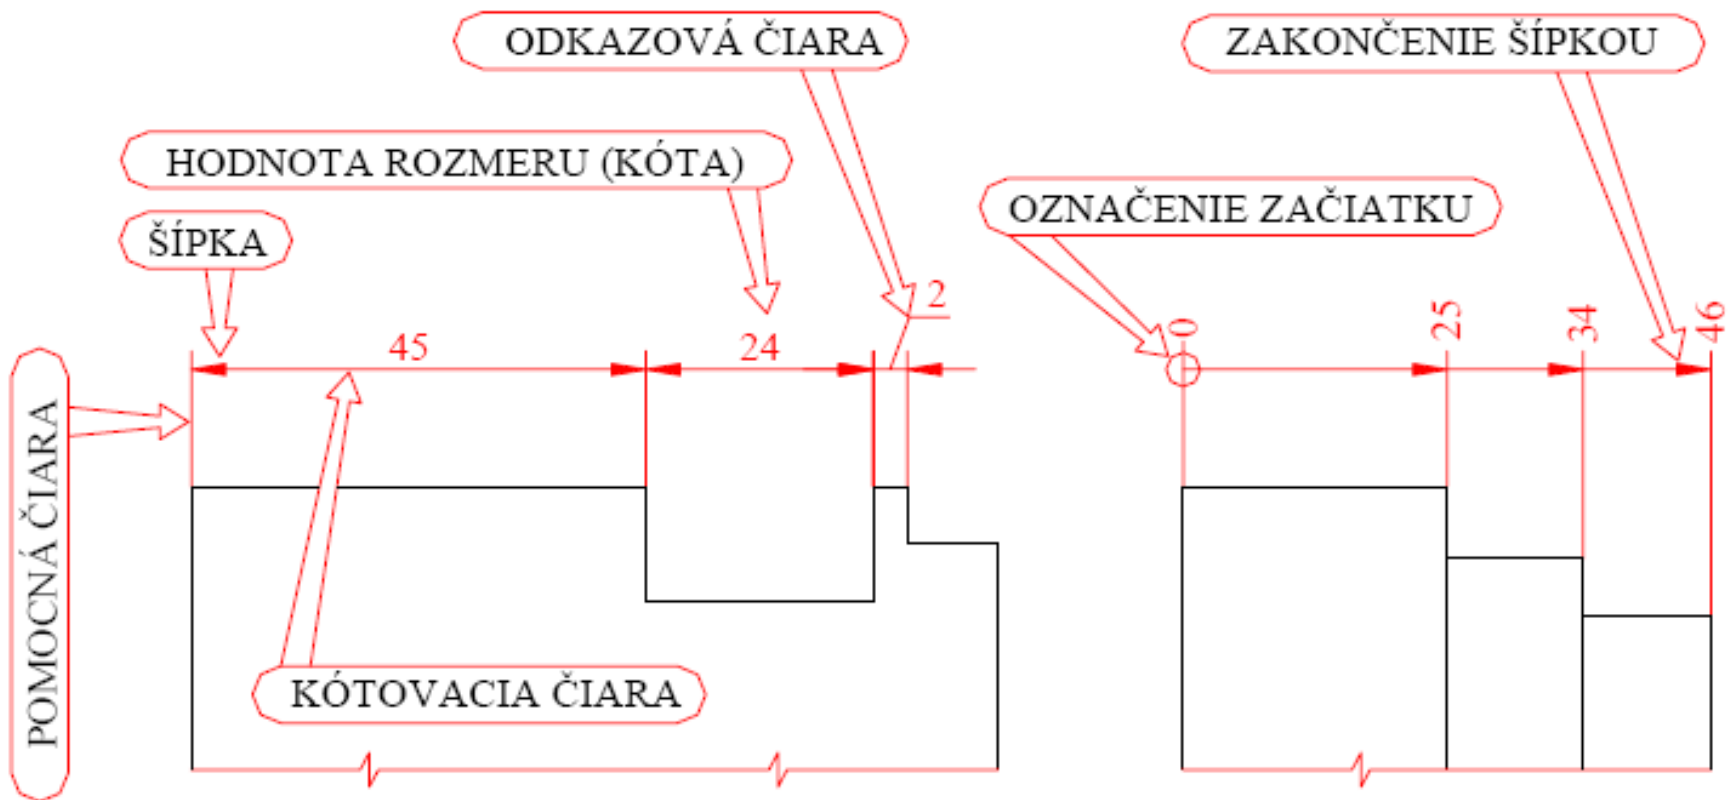 ODKAZOVÁ ČIARA
ZAKONČENIE ŠÍPKOU
HODNOTA ROZMERU (KÓTA)
OZNAČENIE ZAČIATKU
ŠÍPKA
2
45
24
0
25
34
46
POMOCNÁ ČIARA
KÓTOVACIA ČIARA